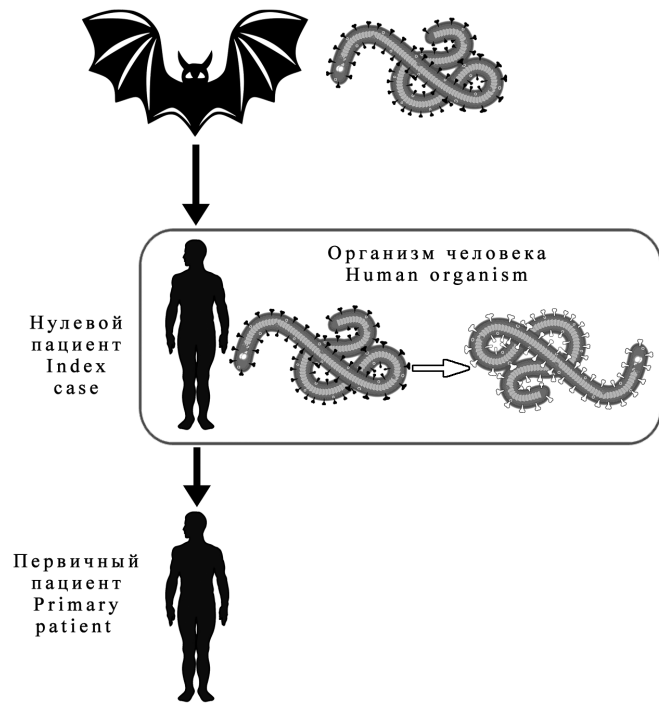 Организм человека
Human organism
Нулевой
пациент
Index
case
Первичный
пациент
Primary
patient